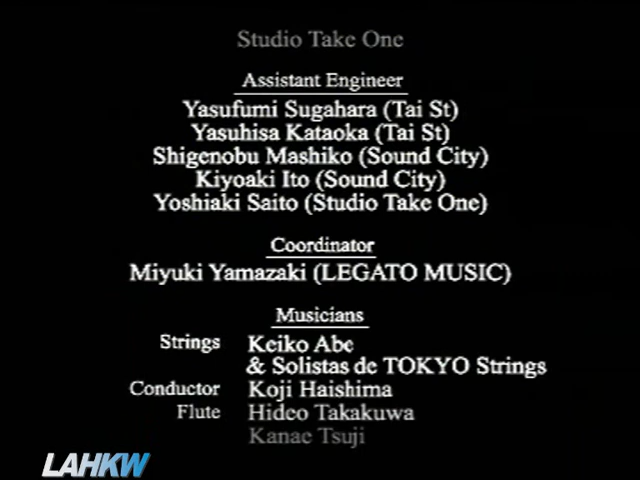 Studio Take One
Assistant Engineer
Yasufumi Sugahara (Tai St)
Yasuhisa Kataoka (Tai St)
Shigenobu Mashiko (Sound City)
Kiyoaki Ito (Sound City)
Yoshiaki Saito (Studio Take One)
Coordinator
Miyuki Yamazaki (LEGATO MUSIC)
Musicians
Strings Keiko Abe
& Solistas de TOKYO Strings
Conductor Koji Haishima
Flute Hideo Takakuwa
Kanae Tsuji
LAHKW